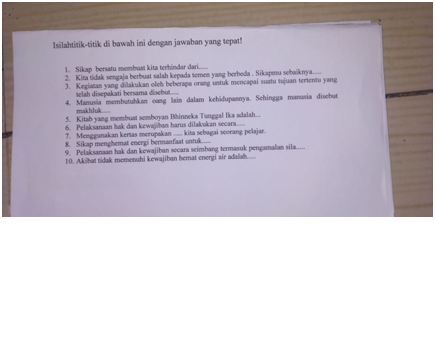 Isilahtitik-titik di bawah ini dengan jawaban yang tepat!
1. Sikap bersatu membuat kita terhindar dari.....
2. Kita tidak sengaja berbuat salah kepada temen yang berbeda . Sikapmu sebaiknya.....
3. Kegiatan yang dilakukan oleh beberapa orang untuk mencapai suatu tujuan tertentu yang
telah disepakati bersama disebut.....
4. Manusia membutuhkan oang lain dalam kehidupannya. Sehingga manusia disebut
makhluk.....
5. Kitab yang membuat semboyan Bhinneka Tunggal Ika adalah...
6. Pelaksanaan hak dan kewajiban harus dilakukan secara.....
7. Menggunakan kertas merupakan ..... kita sebagai seorang pelajar.
8. Sikap menghemat energi bermanfaat untuk.....
9. Pelaksanaan hak dan kewajiban secara seimbang termasuk pengamalan sila.....
10. Akibat tidak memenuhi kewajiban hemat energi air adalah.....